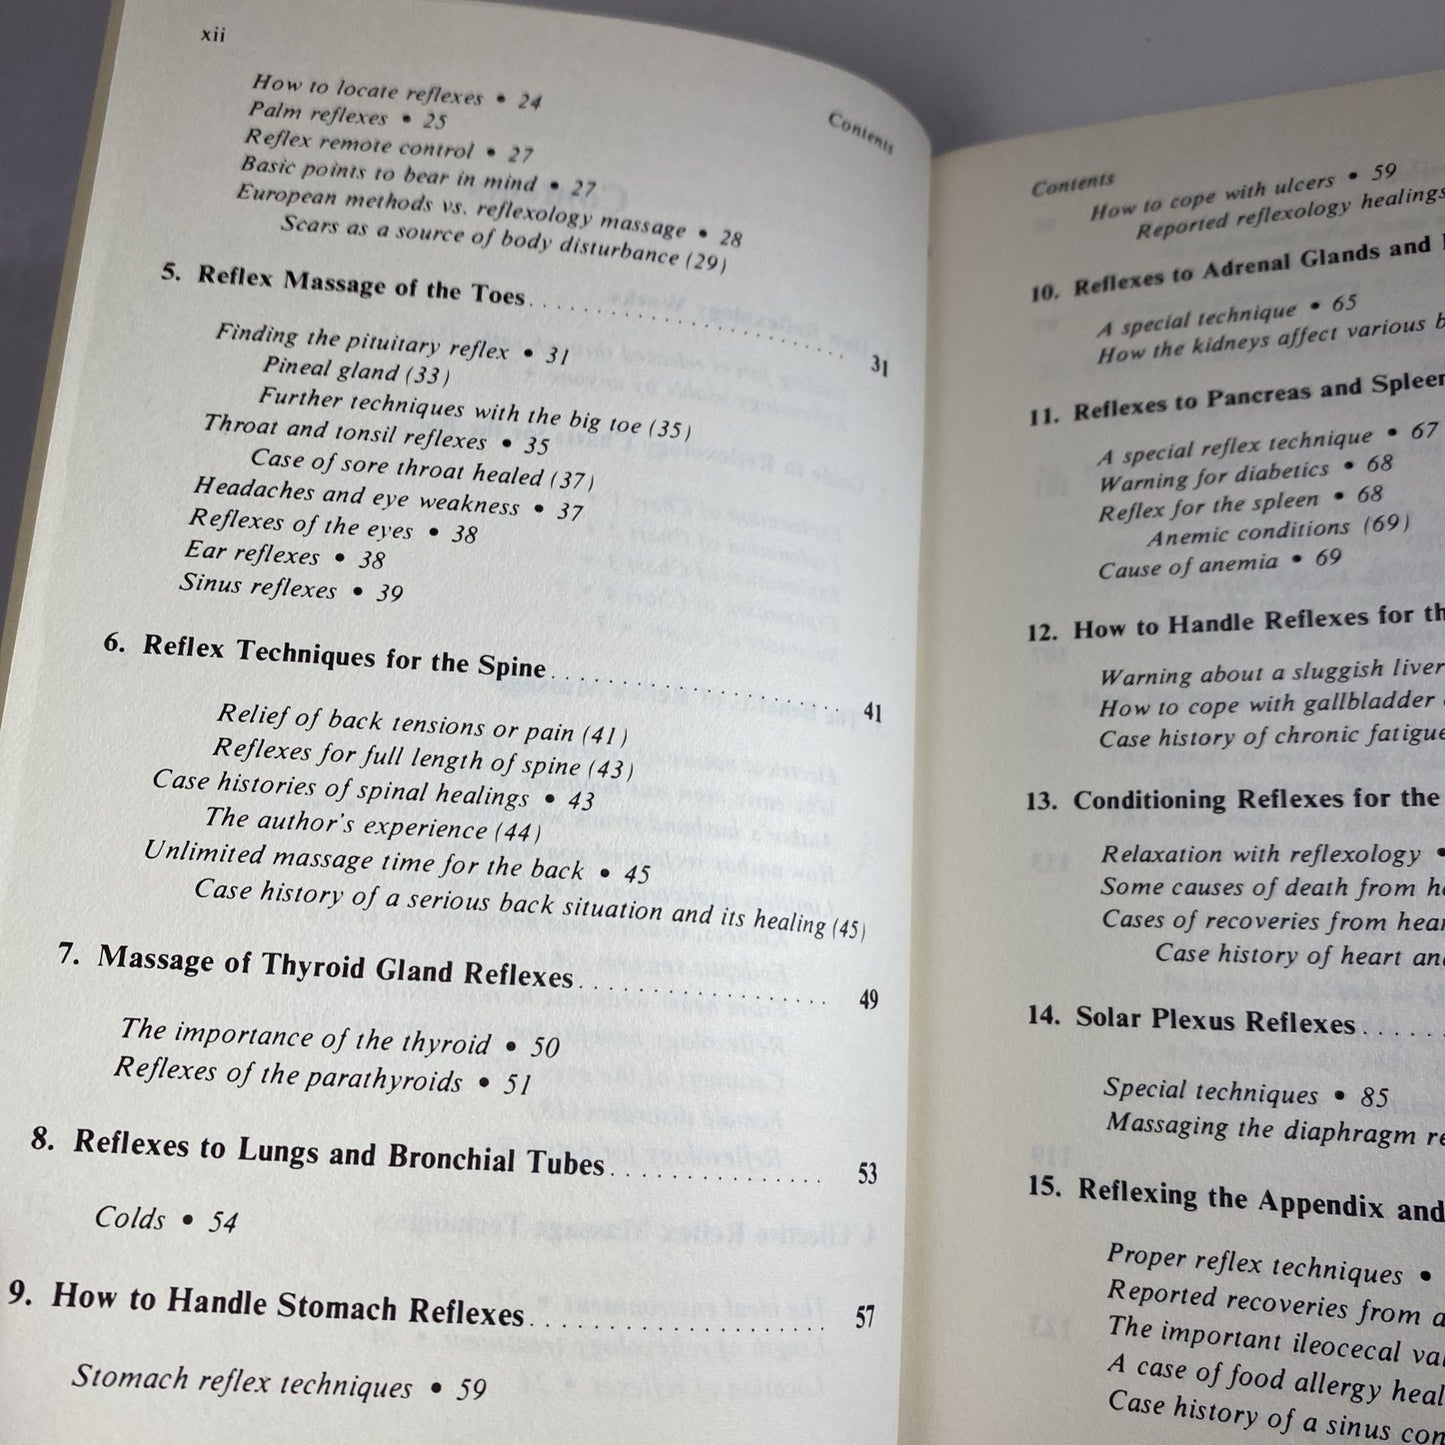 xii
Contents
How to locate reflexes • 24
Palm reflexes • 25
Reflex remote control • 27
Basic points to bear in mind • 27
European methods vs. reflexology massage • 28
Scars as a source of body disturbance (29)
5. Reflex Massage of the Toes. . . . . . . . . . . . . . . . . . . . . . . 31
Finding the pituitary reflex • 31
Pineal gland (33)
Further techniques with the big toe (35)
Throat and tonsil reflexes • 35
Case of sore throat healed (37)
Headaches and eye weakness • 37
Reflexes of the eyes • 38
Ear reflexes • 38
Sinus reflexes • 39
6. Reflex Techniques for the Spine. . . . . . . . . . . . . . . . . . . . . 41
Relief of back tensions or pain (41)
Reflexes for full length of spine (43)
Case histories of spinal healings • 43
The author's experience (44)
Unlimited massage time for the back • 45
Case history of a serious back situation and its healing (45)
7. Massage of Thyroid Gland Reflexes. . . . . . . . . . . . . . . . . . 49
The importance of the thyroid • 50
Reflexes of the parathyroids • 51
8. Reflexes to Lungs and Bronchial Tubes. . . . . . . . . . . . . . . 53
Colds • 54
9. How to Handle Stomach Reflexes. . . . . . . . . . . . . . . . . . . . 57
Stomach reflex techniques • 59
Contents
How to cope with ulcers • 59
Reported reflexology healings
10. Reflexes to Adrenal Glands and
A special technique • 65
How the kidneys affect various
11. Reflexes to Pancreas and Spleen
A special reflex technique • 67
Warning for diabetics • 68
Reflex for the spleen • 68
Anemic conditions (69)
Cause of anemia • 69
12. How to Handle Reflexes for
Warning about a sluggish liver
How to cope with gallbladder
Case history of chronic fatigue
13. Conditioning Reflexes for the
Relaxation with reflexology •
Some causes of death from
Cases of recoveries from
Case history of heart
14. Solar Plexus Reflexes . . . . . .
Special techniques • 85
Massaging the diaphragm
15. Reflexing the Appendix and
Proper reflex techniques •
Reported recoveries from
The important ileocecal
A case of food allergy
Case history of a sinus